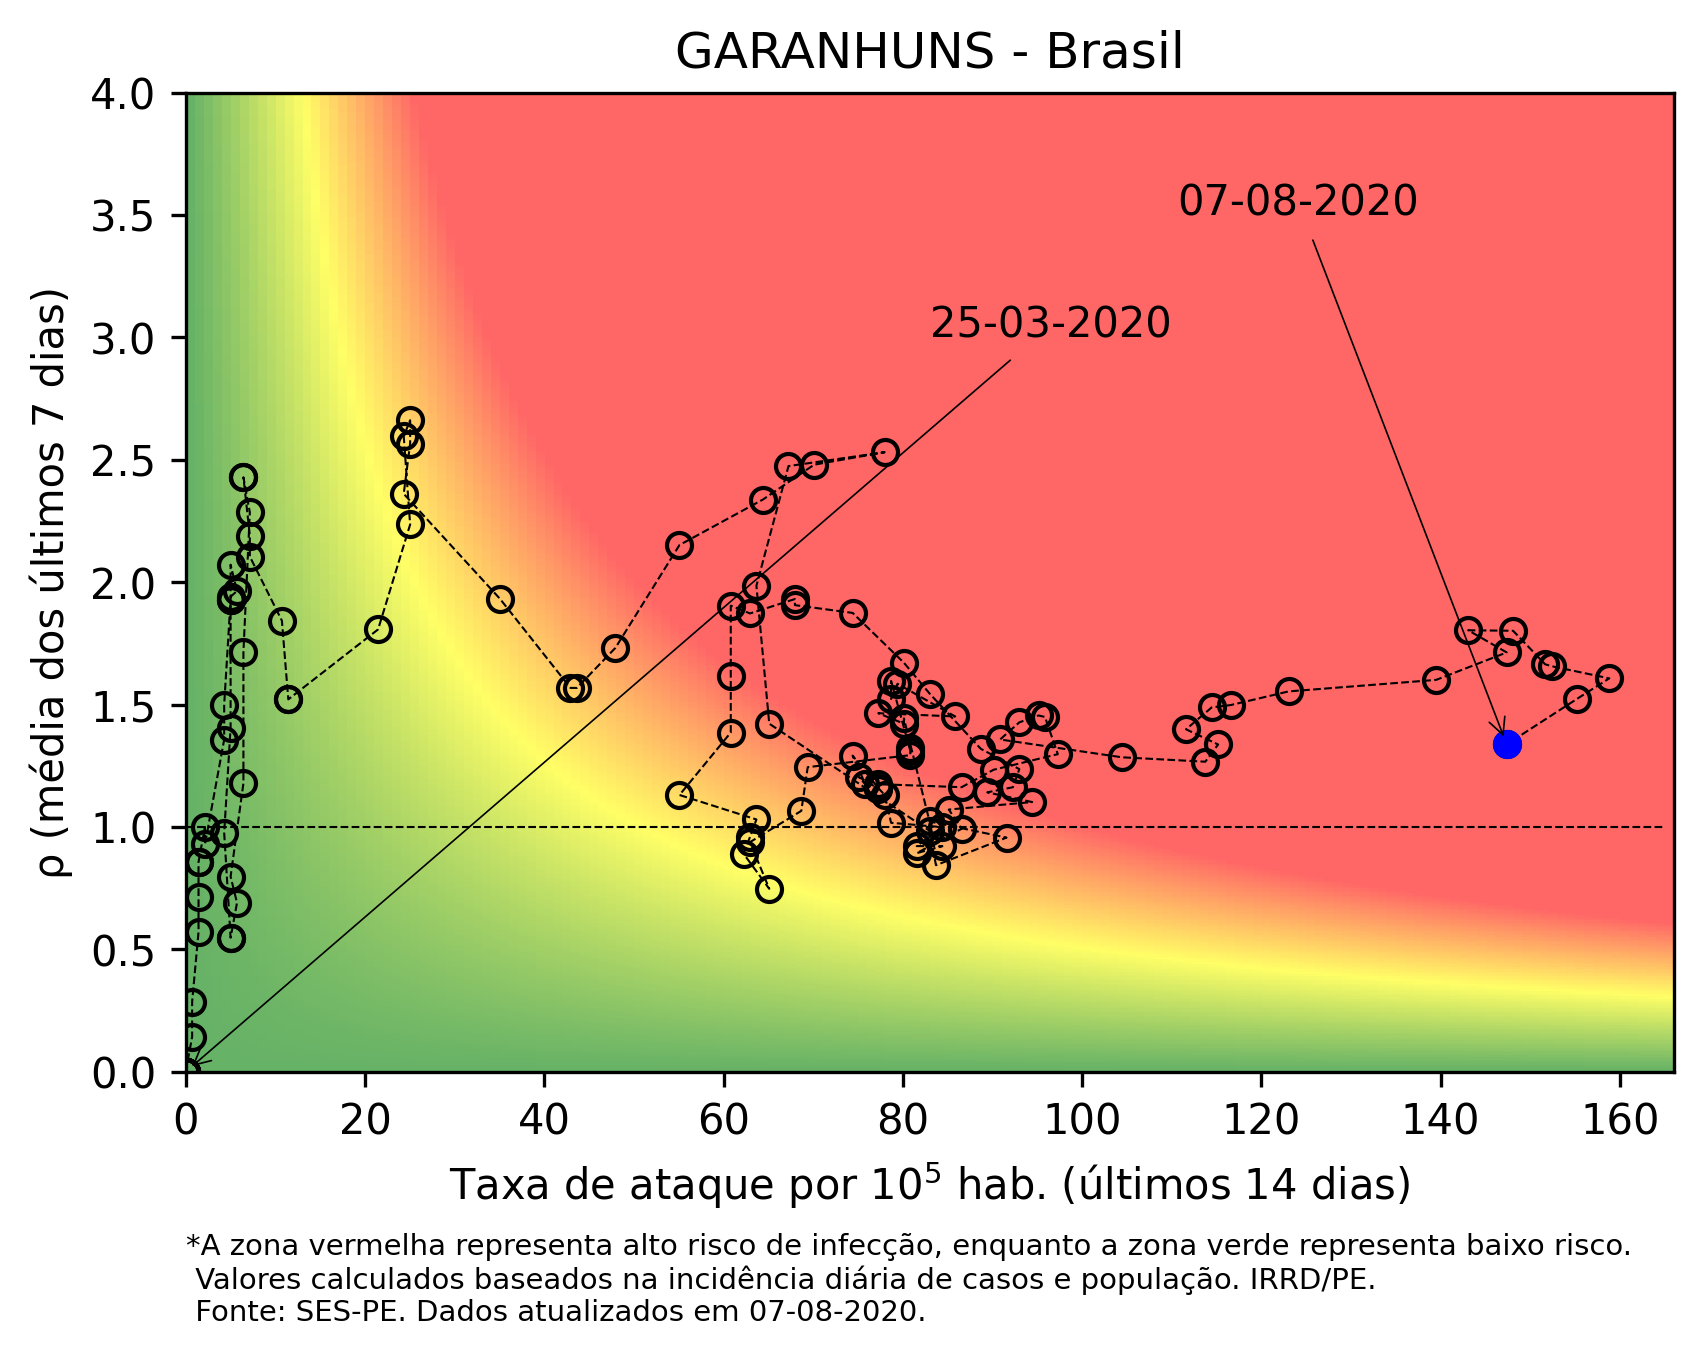 GARANHUNS - Brasil
4.0
3.5
3.0
2.5
2.0
1.5
1.0
0.5
0.0
ρ (média dos últimos 7 dias)
07-08-2020
25-03-2020
0 20 40 60 80 100 120 140 160
Taxa de ataque por 10⁵ hab. (últimos 14 dias)
*A zona vermelha representa alto risco de infecção, enquanto a zona verde representa baixo risco.
Valores calculados baseados na incidência diária de casos e população. IRRD/PE.
Fonte: SES-PE. Dados atualizados em 07-08-2020.